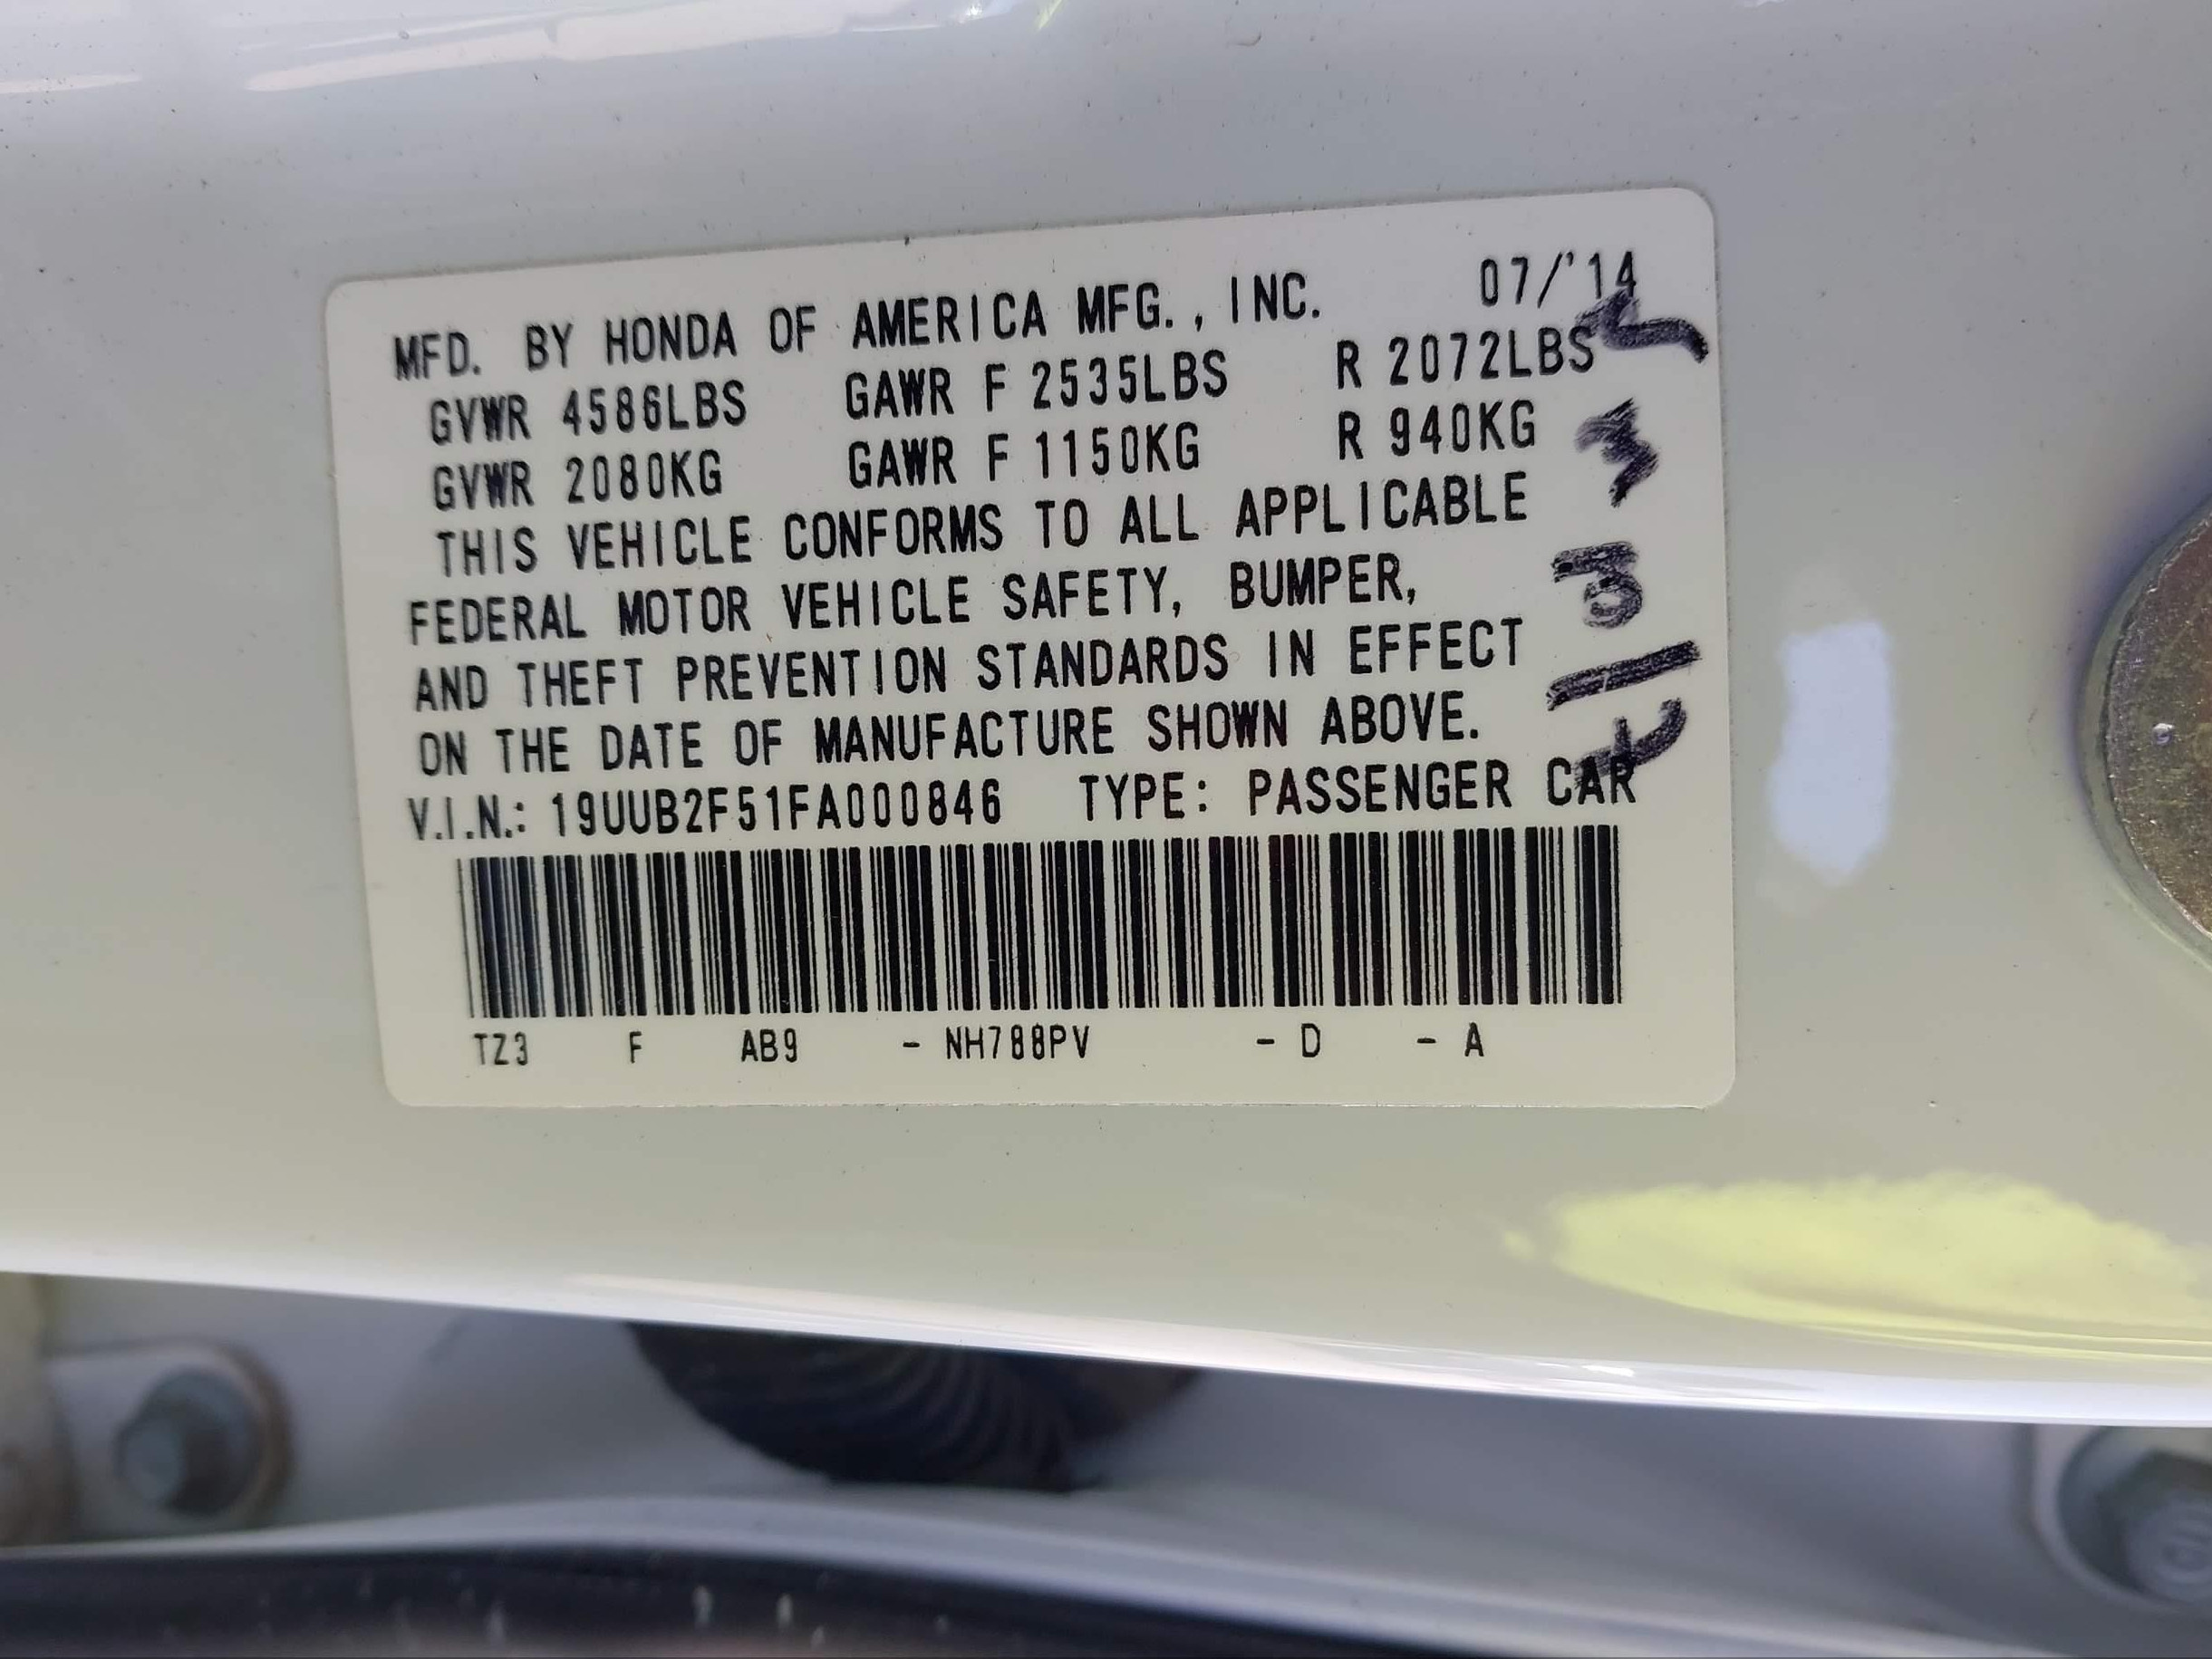 MFD. BY HONDA OF AMERICA MFG., INC. 07/'14
GVWR 4586LBS GAWR F 2535LBS R 2072LBS
GVWR 2080KG GAWR F 1150KG R 940KG
THIS VEHICLE CONFORMS TO ALL APPLICABLE
FEDERAL MOTOR VEHICLE SAFETY, BUMPER,
AND THEFT PREVENTION STANDARDS IN EFFECT
ON THE DATE OF MANUFACTURE SHOWN ABOVE.
V.I.N.: 19UUB2F51FA000846 TYPE: PASSENGER CAR
TZ3 F AB9 - NH788PV - D - A